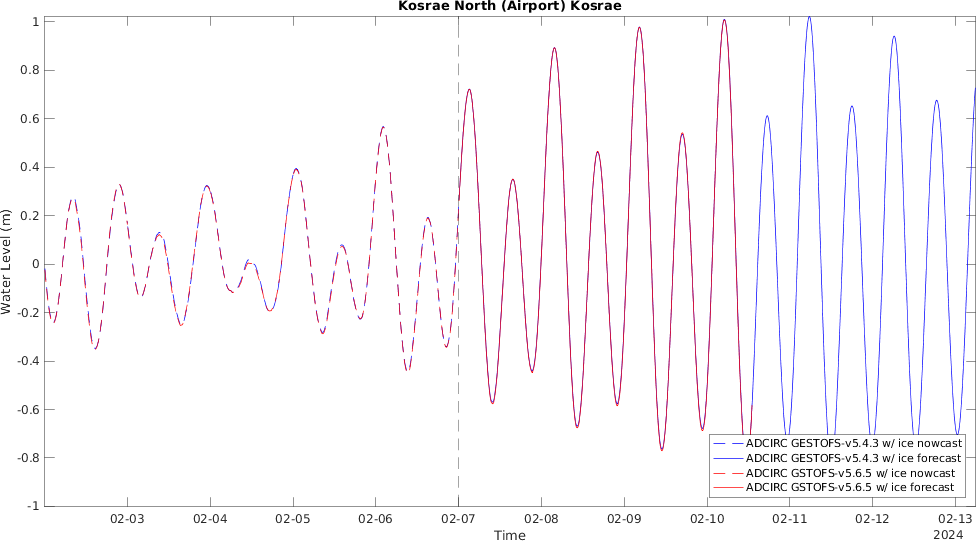 Kosrae North (Airport) Kosrae
1
0.8
0.6
0.4
0.2
0
-0.2
-0.4
-0.6
-0.8
-1
Water Level (m)
ADCIRC GESTOFS-v5.4.3 w/ ice nowcast
ADCIRC GESTOFS-v5.4.3 w/ ice forecast
ADCIRC GSTOFS-v5.6.5 w/ ice nowcast
ADCIRC GSTOFS-v5.6.5 w/ ice forecast
02-03 02-04 02-05 02-06 02-07 02-08 02-09 02-10 02-11 02-12 02-13
Time
2024